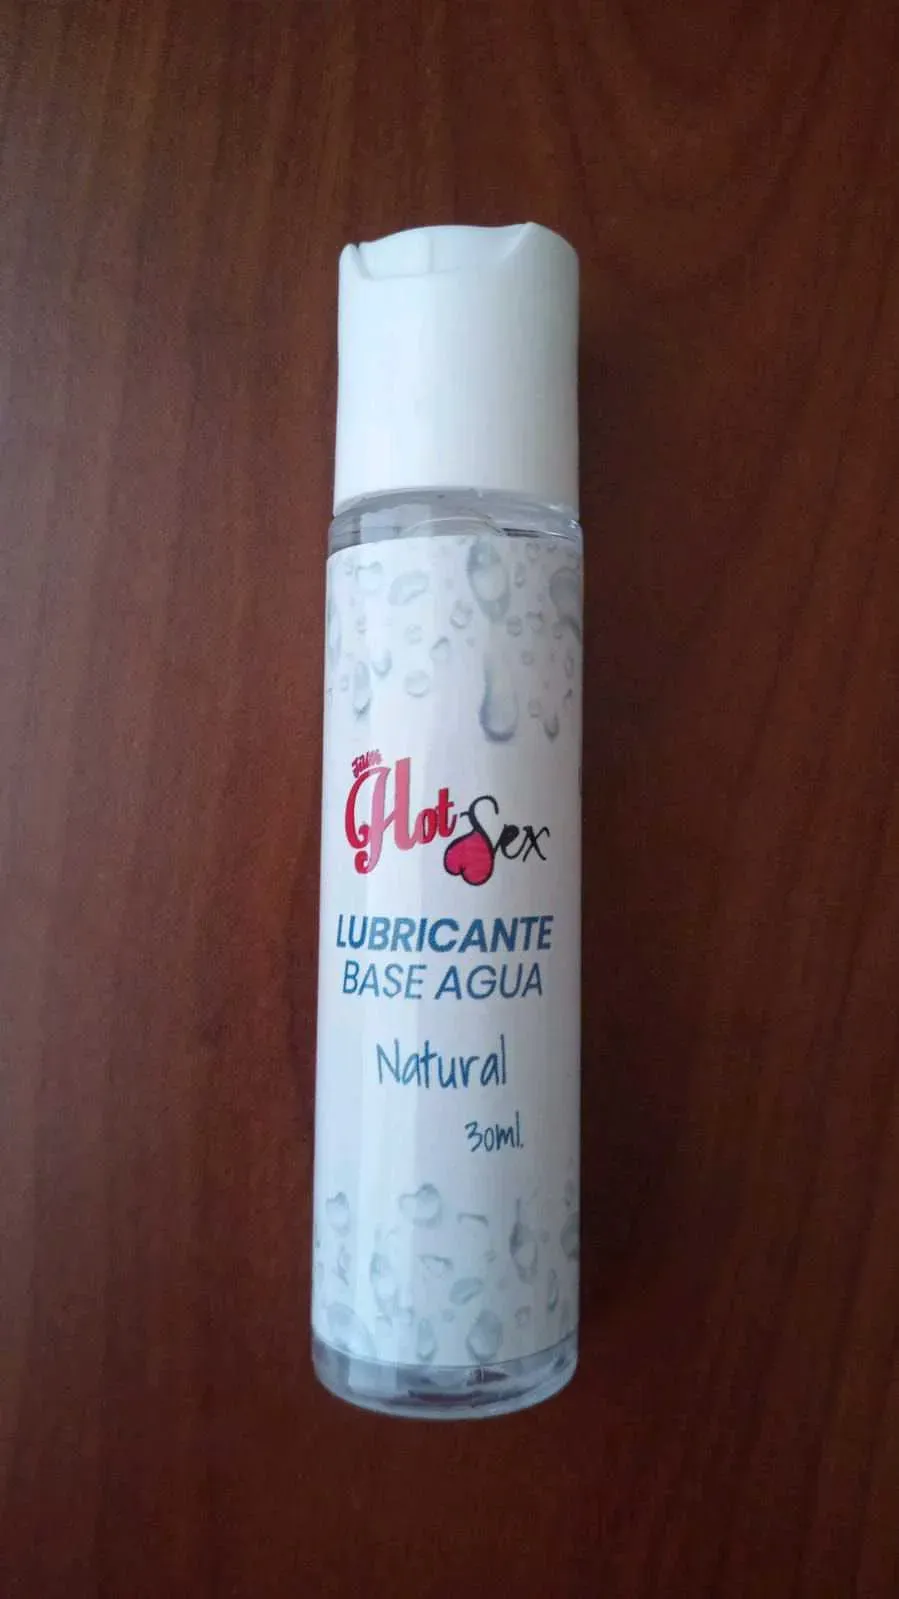 Hot Sex
LUBRICANTE
BASE AGUA
Natural
30ml.